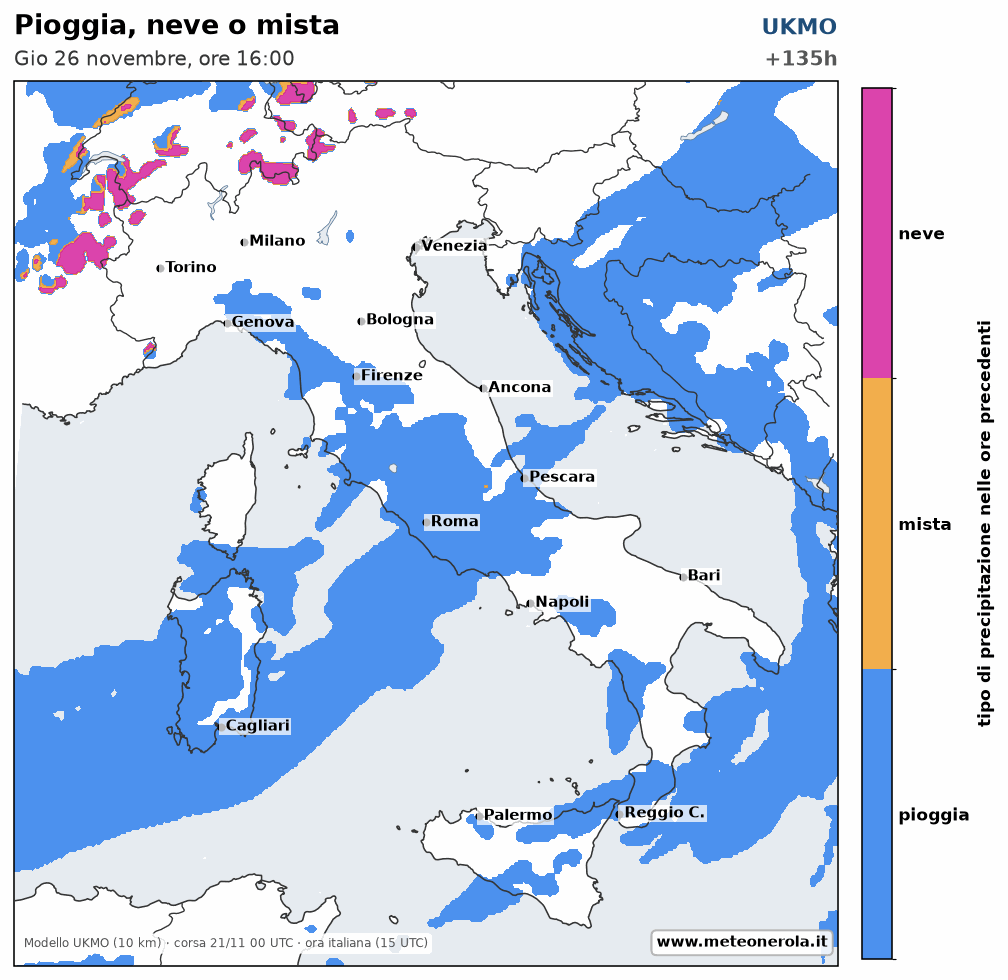 Pioggia, neve o mista
UKMO
Gio 26 novembre, ore 16:00
+135h
neve
mista
pioggia
tipo di precipitazione nelle ore precedenti
Milano
Venezia
Torino
Genova
Bologna
Firenze
Ancona
Pescara
Roma
Bari
Napoli
Cagliari
Palermo
Reggio C.
Modello UKMO (10 km) · corsa 21/11 00 UTC · ora italiana (15 UTC)
www.meteonerola.it